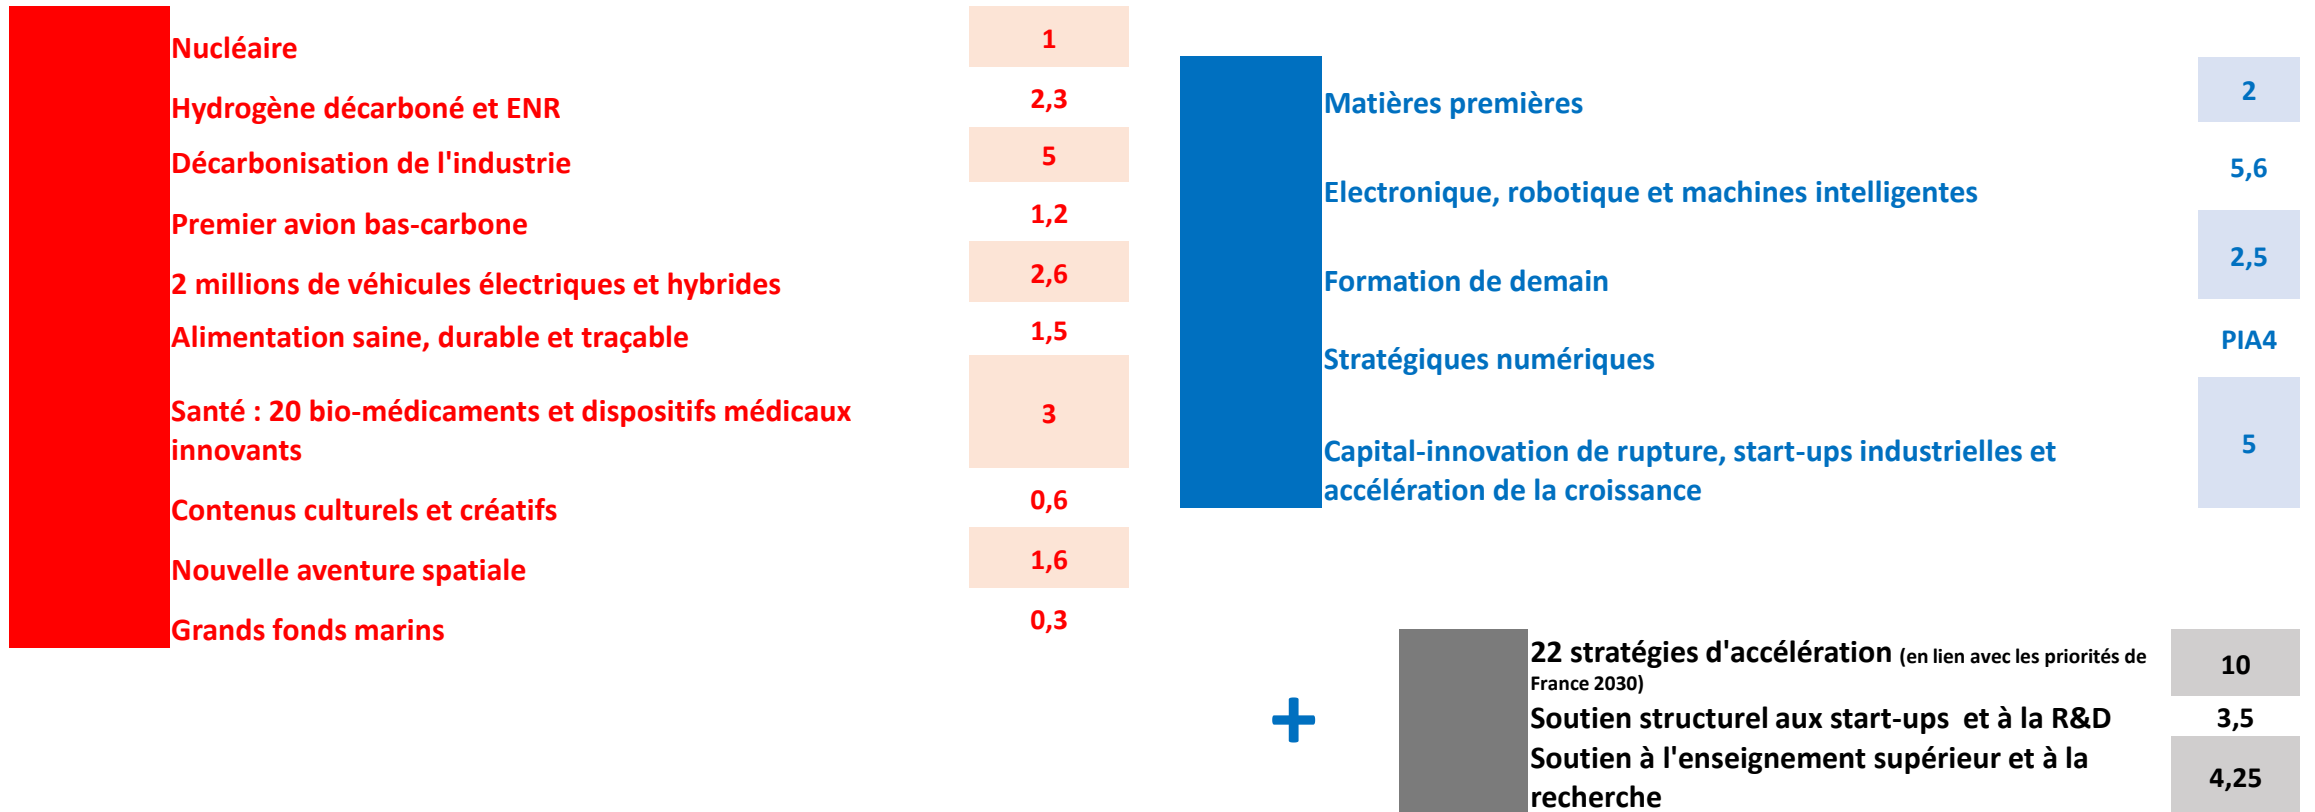 Nucléaire 1
Hydrogène décarboné et ENR 2,3
Décarbonisation de l'industrie 5
Premier avion bas-carbone 1,2
2 millions de véhicules électriques et hybrides 2,6
Alimentation saine, durable et traçable 1,5
Santé : 20 bio-médicaments et dispositifs médicaux
innovants 3
Contenus culturels et créatifs 0,6
Nouvelle aventure spatiale 1,6
Grands fonds marins 0,3
Matières premières 2
Electronique, robotique et machines intelligentes 5,6
Formation de demain 2,5
Stratégiques numériques PIA4
Capital-innovation de rupture, start-ups industrielles et
accélération de la croissance 5
+
22 stratégies d'accélération (en lien avec les priorités de
France 2030) 10
Soutien structurel aux start-ups et à la R&D 3,5
Soutien à l'enseignement supérieur et à la
recherche 4,25